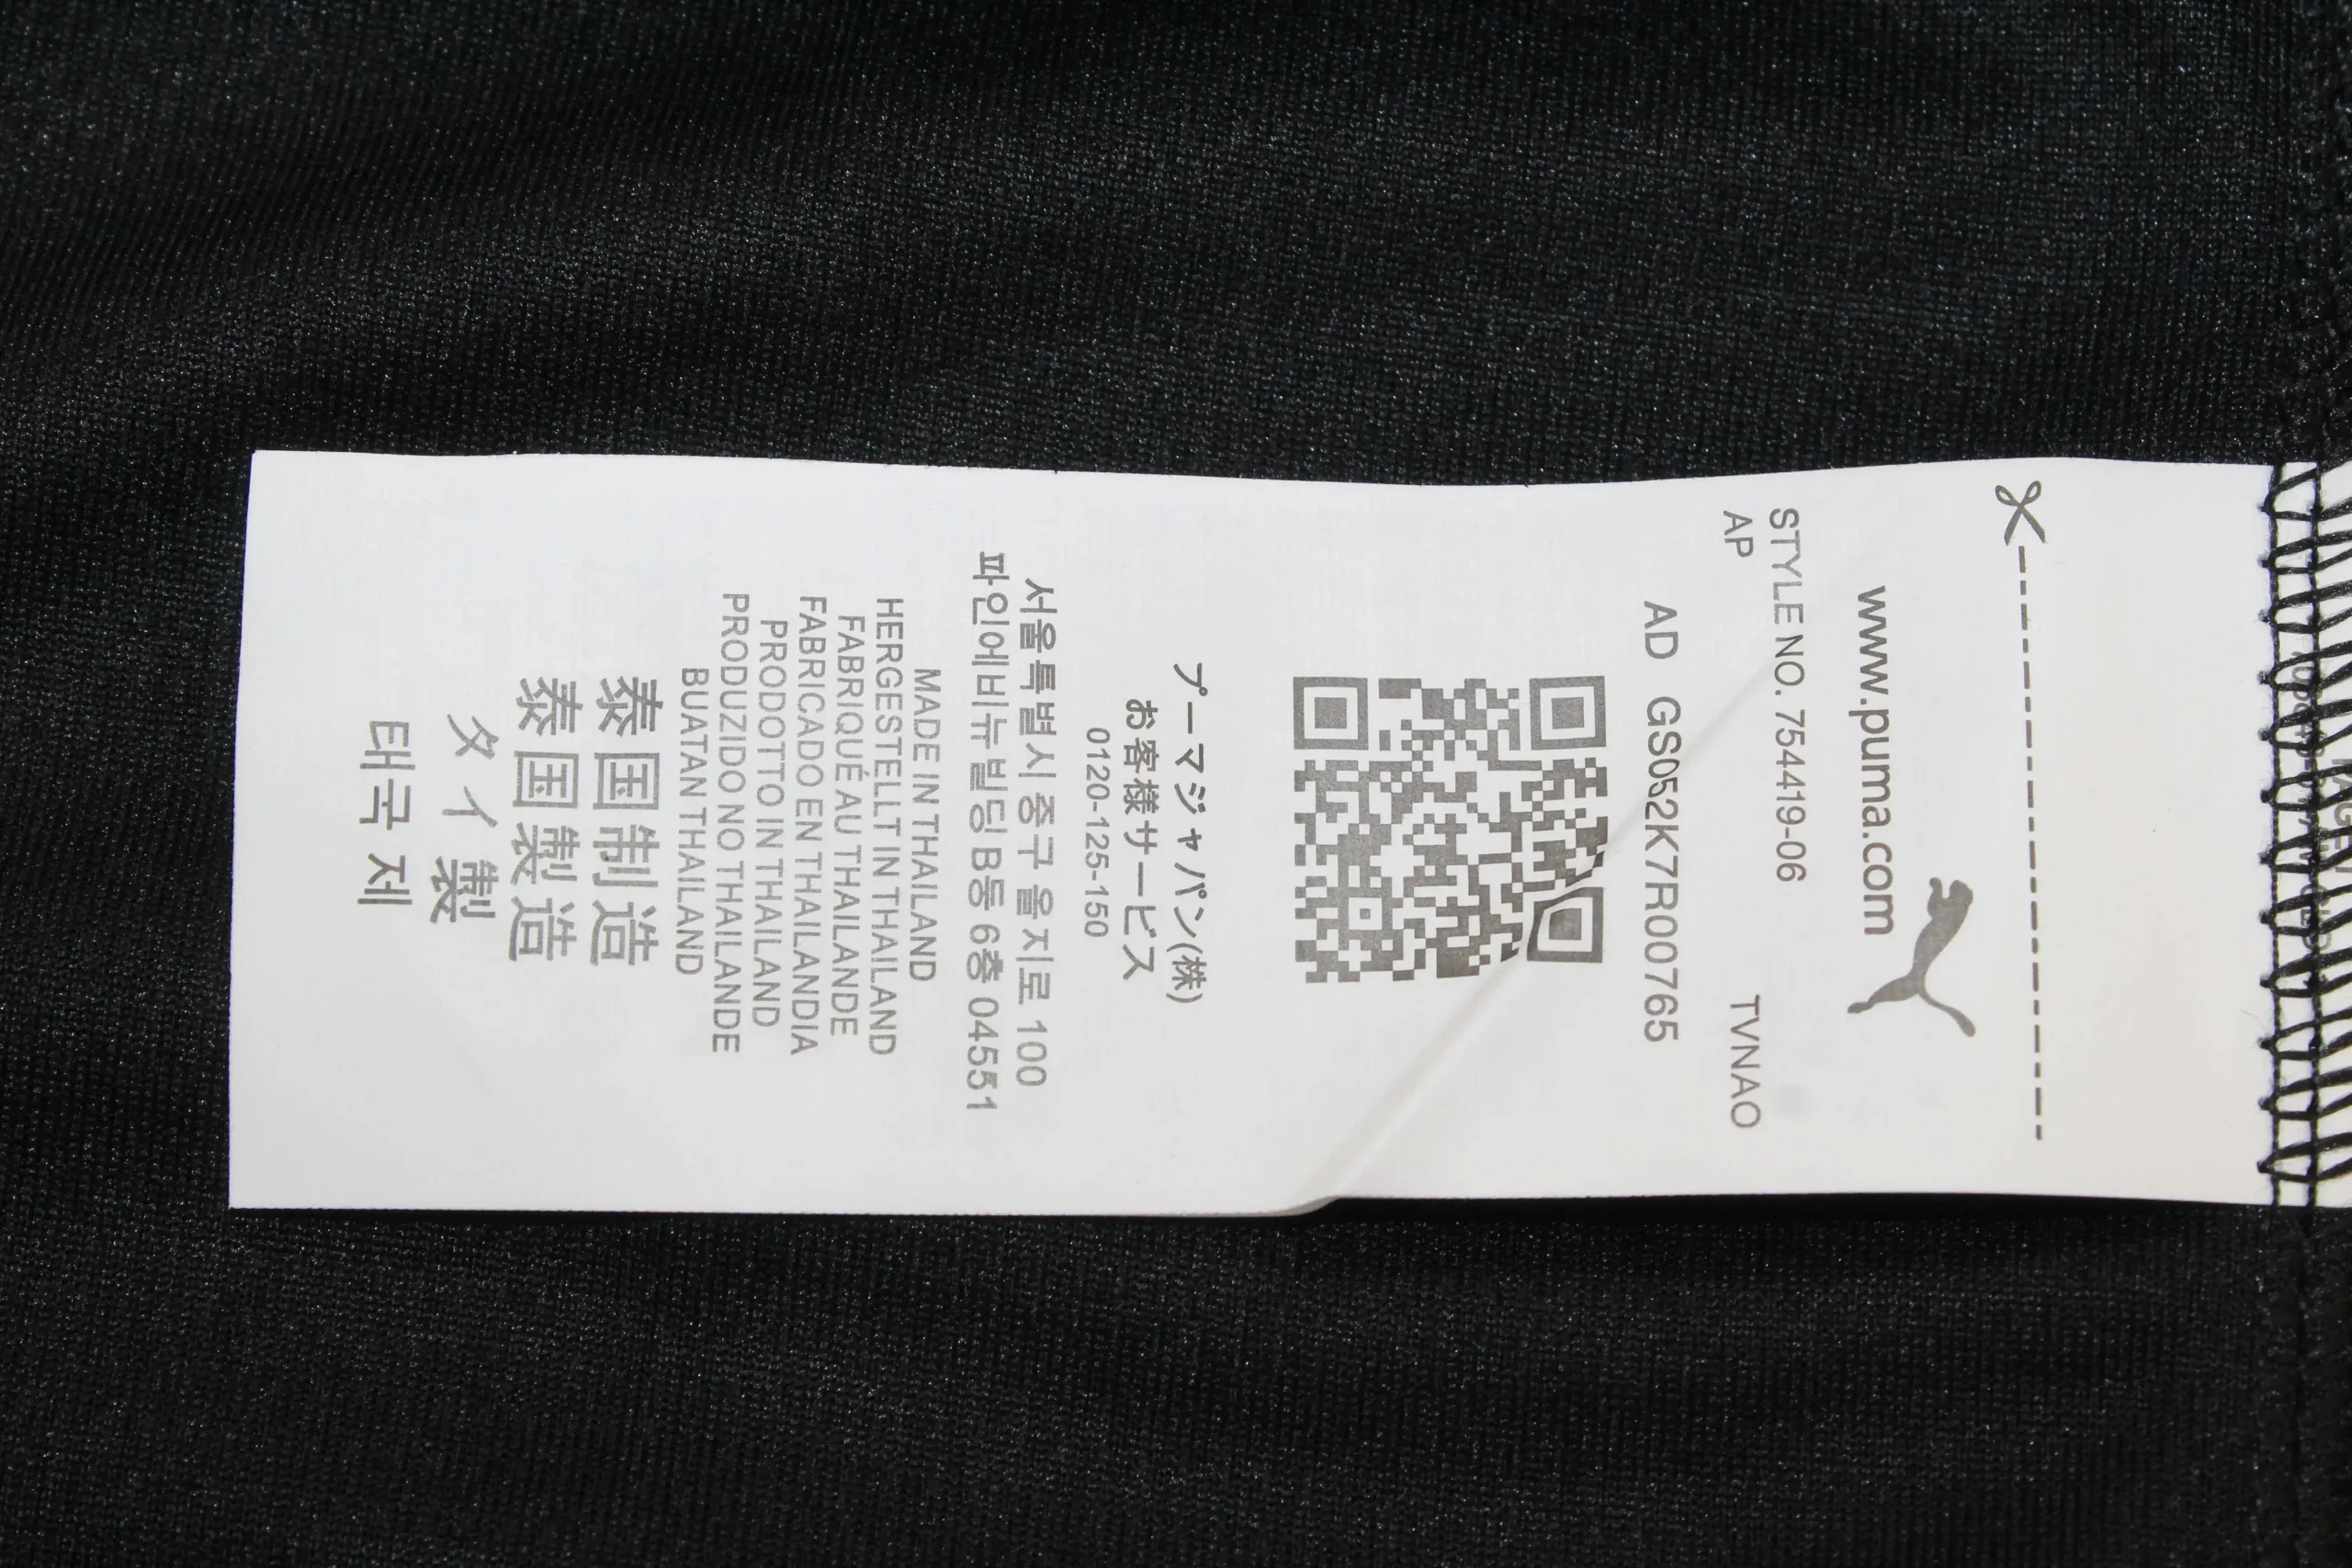 www.puma.com
STYLE NO. 754419-06
AP TVNAO
AD GS052K7R00765
プーマジャパン(株)
お客様サービス
0120-125-150
서울특별시 중구 을지로 100
파인에비뉴 빌딩 B동 6층 04551
MADE IN THAILAND
HERGESTELLT IN THAILAND
FABRIQUÉ AU THAILANDE
FABRICADO EN THAILANDIA
PRODOTTO IN THAILAND
PRODUZIDO NO THAILANDE
BUATAN THAILAND
泰国制造
泰国製造
タイ製
태국 제